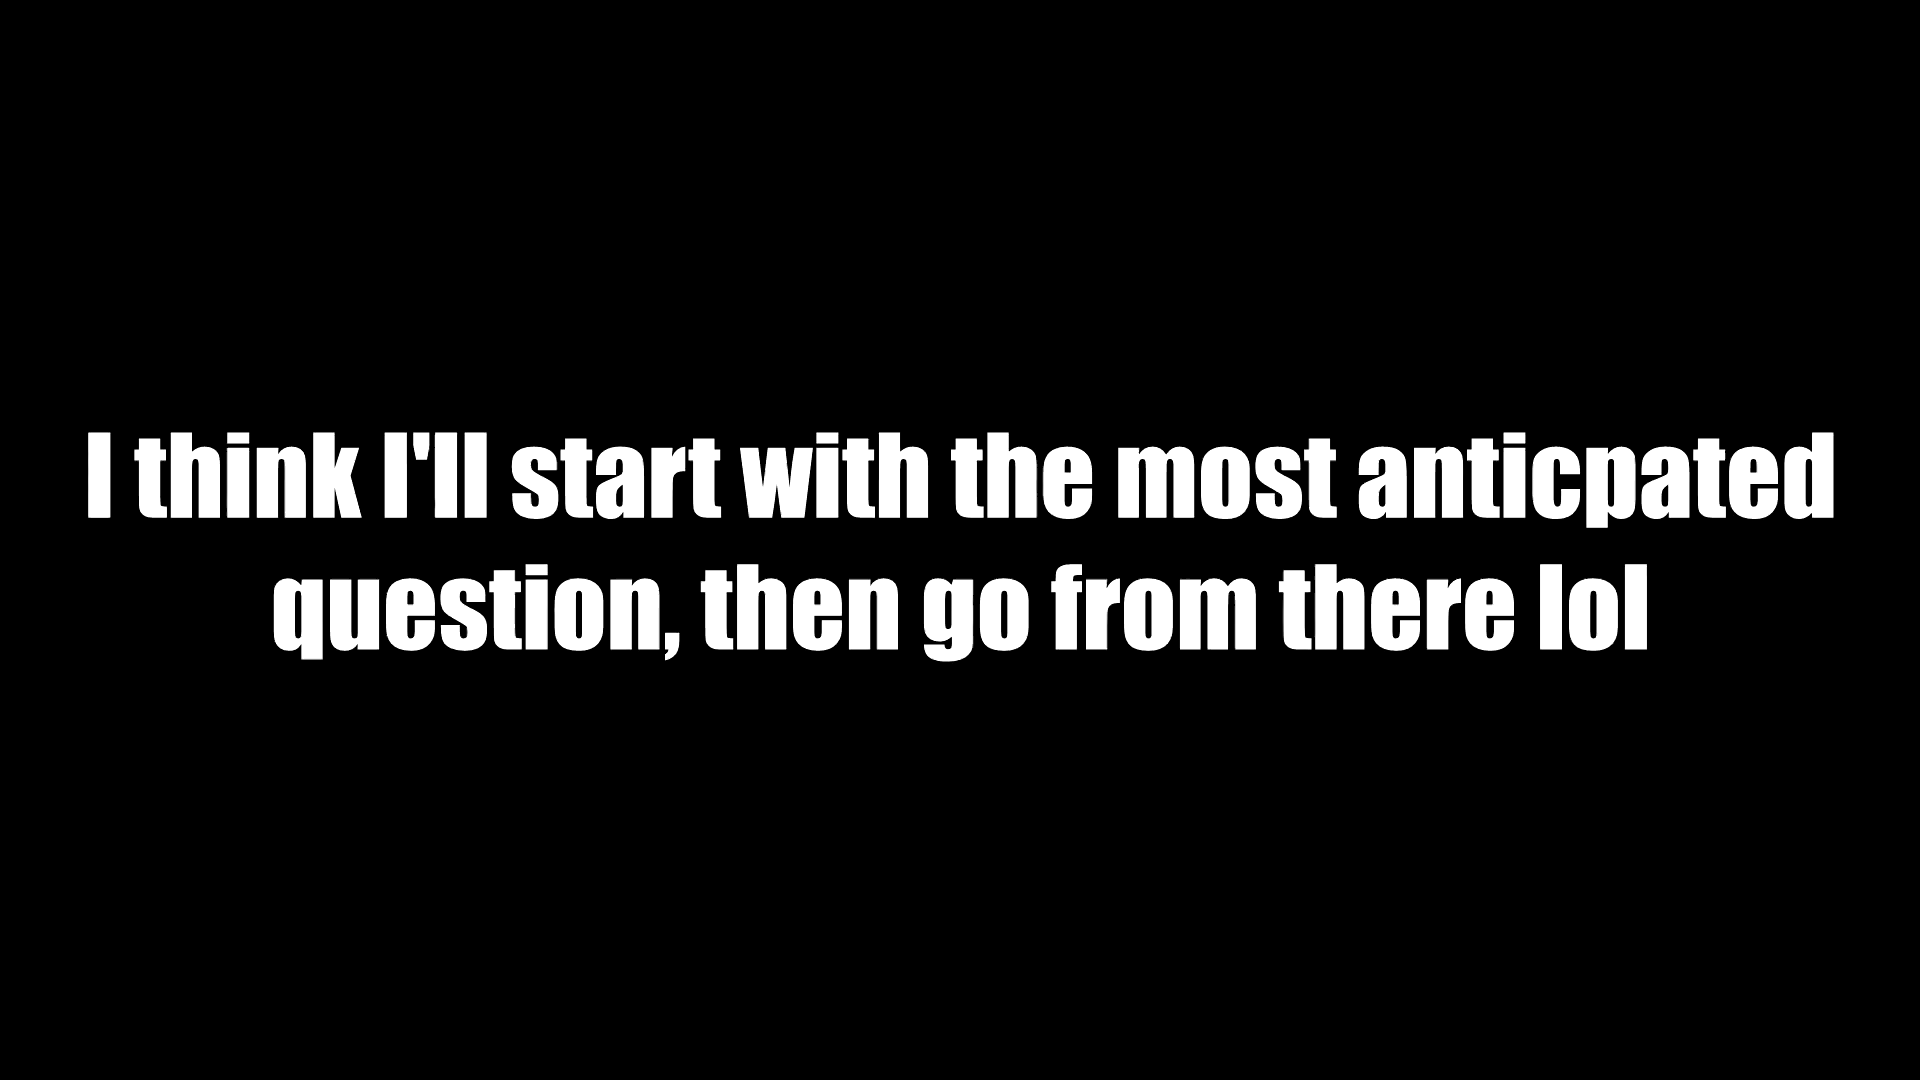 I think I'll start with the most anticpated
question, then go from there lol